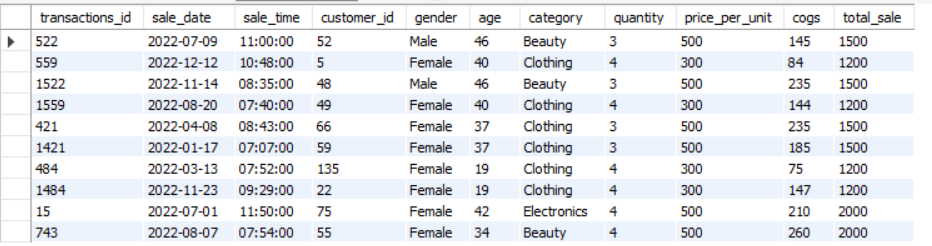 transactions_id sale_date sale_time customer_id gender age category quantity price_per_unit cogs total_sale
522 2022-07-09 11:00:00 52 Male 46 Beauty 3 500 145 1500
559 2022-12-12 10:48:00 5 Female 40 Clothing 4 300 84 1200
1522 2022-11-14 08:35:00 48 Male 46 Beauty 3 500 235 1500
1559 2022-08-20 07:40:00 49 Female 40 Clothing 4 300 144 1200
421 2022-04-08 08:43:00 66 Female 37 Clothing 3 500 235 1500
1421 2022-01-17 07:07:00 59 Female 37 Clothing 3 500 185 1500
484 2022-03-13 07:52:00 135 Female 19 Clothing 4 300 75 1200
1484 2022-11-23 09:29:00 22 Female 19 Clothing 4 300 147 1200
15 2022-07-01 11:50:00 75 Female 42 Electronics 4 500 210 2000
743 2022-08-07 07:54:00 55 Female 34 Beauty 4 500 260 2000